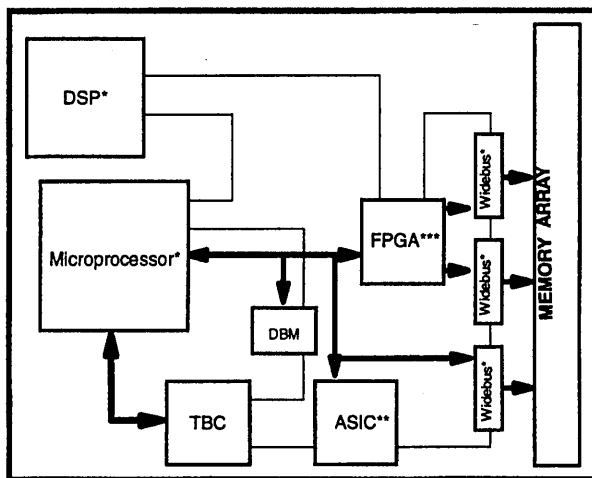 DSP*
Microprocessor*
FPGA***
Widebus*
Widebus*
Widebus*
MEMORY ARRAY
DBM
TBC
ASIC**